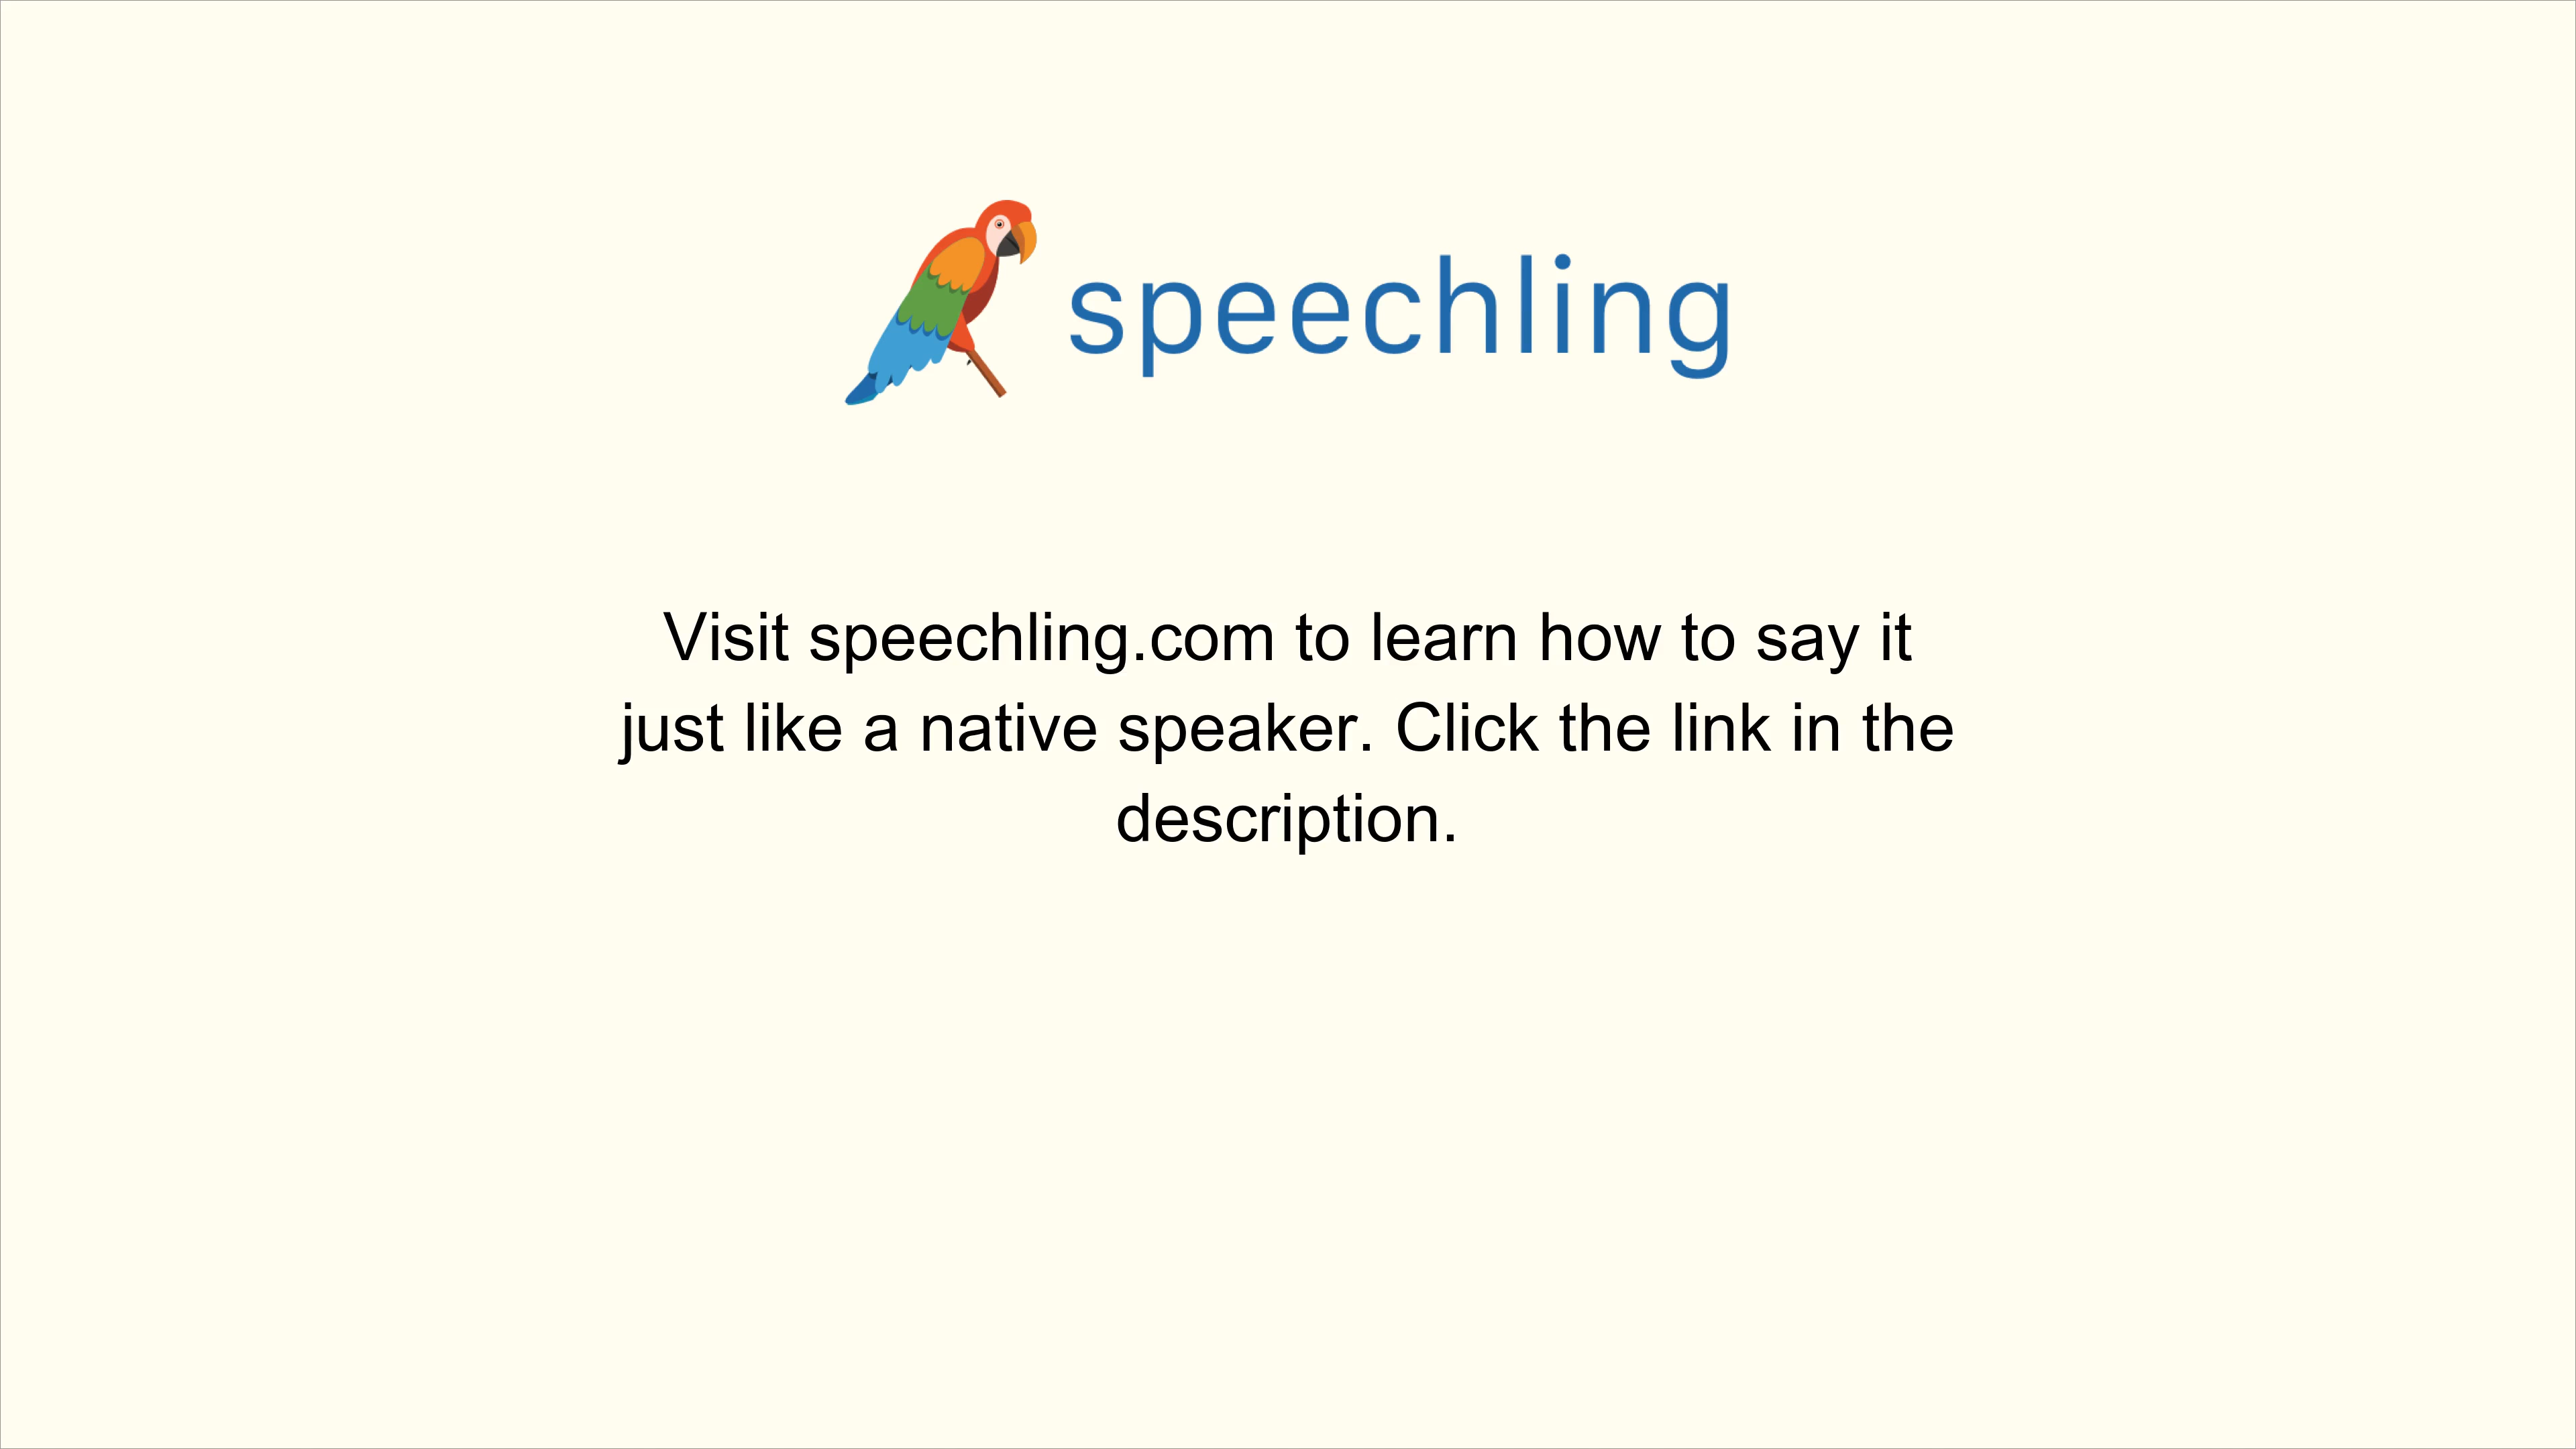 speechling
Visit speechling.com to learn how to say it
just like a native speaker. Click the link in the
description.